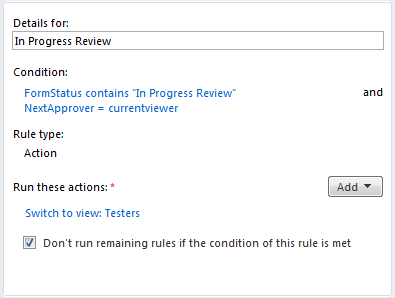 Details for:
In Progress Review
Condition:
FormStatus contains "In Progress Review" and
NextApprover = currentviewer
Rule type:
Action
Run these actions: * Add
Switch to view: Testers
Don't run remaining rules if the condition of this rule is met